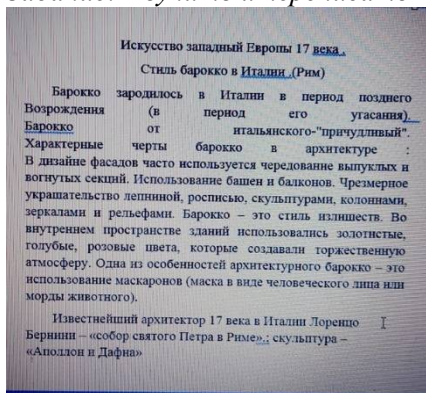 Искусство западный Европы 17 века .
Стиль барокко в Италии .(Рим)
Барокко зародилось в Италии в период позднего
Возрождения (в период его угасания).
Барокко от итальянского-"причудливый".
Характерные черты барокко в архитектуре :
В дизайне фасадов часто используется чередование выпуклых и
вогнутых секций. Использование башен и балконов. Чрезмерное
украшательство лепниной, росписью, скульптурами, колоннами,
зеркалами и рельефами. Барокко – это стиль излишеств. Во
внутреннем пространстве зданий использовались золотистые,
голубые, розовые цвета, которые создавали торжественную
атмосферу. Одна из особенностей архитектурного барокко – это
использование маскаронов (маска в виде человеческого лица или
морды животного).
Известнейший архитектор 17 века в Италии Лоренцо
Бернини – «собор святого Петра в Риме».; скульптура –
«Аполлон и Дафна»